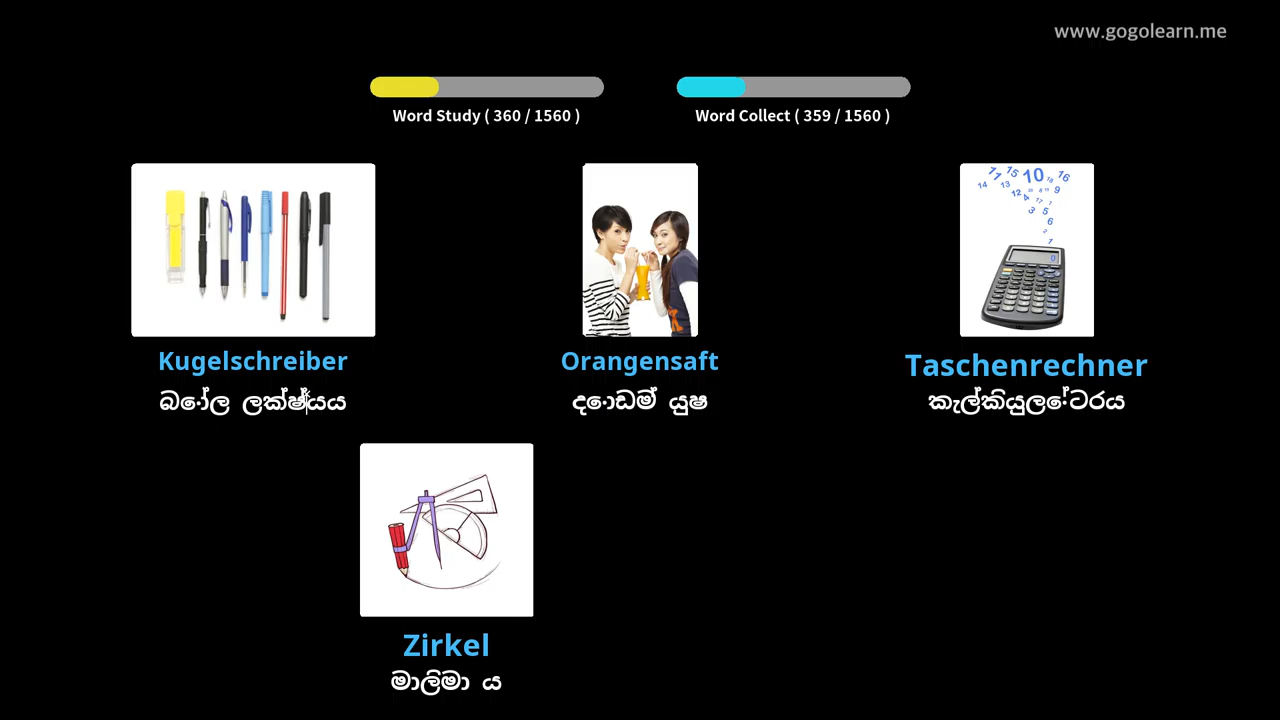 www.gogolearn.me
Word Study ( 360 / 1560 )
Word Collect ( 359 / 1560 )
Kugelschreiber
බෝල ලක්ෂ්‍යය
Orangensaft
දොඩම් යුෂ
Taschenrechner
කැල්කියුලේටරය
Zirkel
මාලිමා ය